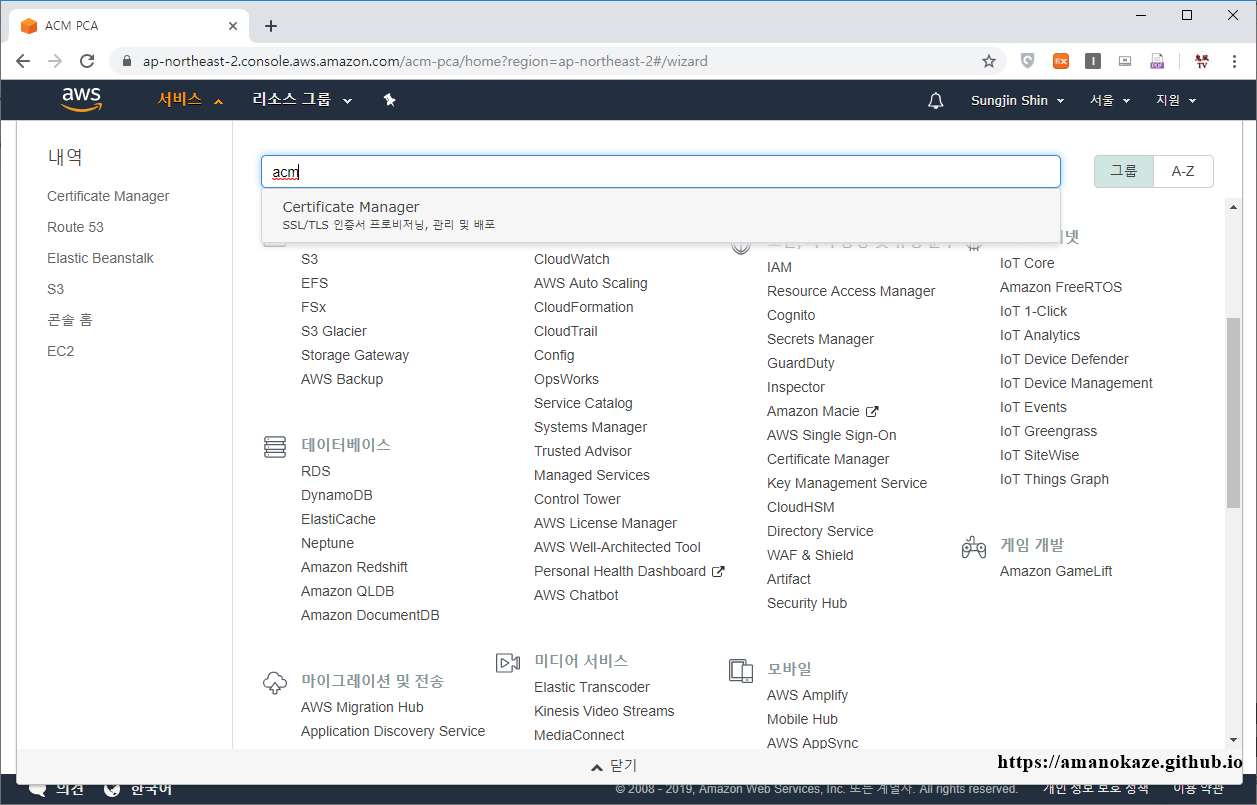 ACM PCA
ap-northeast-2.console.aws.amazon.com/acm-pca/home?region=ap-northeast-2#/wizard
EX
PDF
TV
aws
서비스
리소스 그룹
Sungjin Shin
서울
지원
내역
Certificate Manager
Route 53
Elastic Beanstalk
S3
콘솔 홈
EC2
acm
그룹
A-Z
Certificate Manager
SSL/TLS 인증서 프로비저닝, 관리 및 배포
S3
EFS
FSx
S3 Glacier
Storage Gateway
AWS Backup
데이터베이스
RDS
DynamoDB
ElastiCache
Neptune
Amazon Redshift
Amazon QLDB
Amazon DocumentDB
마이그레이션 및 전송
AWS Migration Hub
Application Discovery Service
CloudWatch
AWS Auto Scaling
CloudFormation
CloudTrail
Config
OpsWorks
Service Catalog
Systems Manager
Trusted Advisor
Managed Services
Control Tower
AWS License Manager
AWS Well-Architected Tool
Personal Health Dashboard
AWS Chatbot
미디어 서비스
Elastic Transcoder
Kinesis Video Streams
MediaConnect
IAM
Resource Access Manager
Cognito
Secrets Manager
GuardDuty
Inspector
Amazon Macie
AWS Single Sign-On
Certificate Manager
Key Management Service
CloudHSM
Directory Service
WAF & Shield
Artifact
Security Hub
모바일
AWS Amplify
Mobile Hub
AWS AppSync
넷
IoT Core
Amazon FreeRTOS
IoT 1-Click
IoT Analytics
IoT Device Defender
IoT Device Management
IoT Events
IoT Greengrass
IoT SiteWise
IoT Things Graph
게임 개발
Amazon GameLift
닫기
https://amanokaze.github.io
의견
한국어
© 2008 - 2019, Amazon Web Services, Inc. 또는 계열사. All rights reserved.
개인 정보 보호 정책
이용 약관